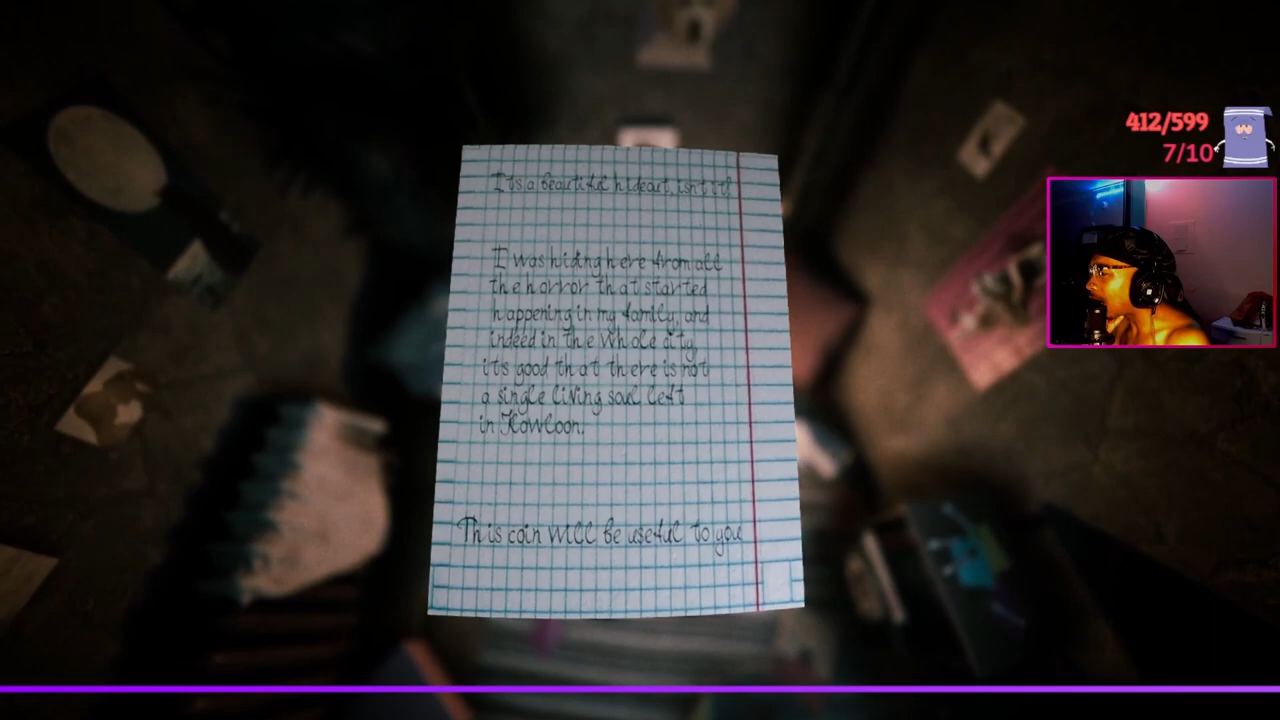 It's a beautiful hideout, isn't it?
I was hiding here from all
the horror that started
happening in my family, and
indeed in the whole city,
it's good that there is not
a single living soul left
in Kowloon.
This coin will be useful to you
412/599
7/10